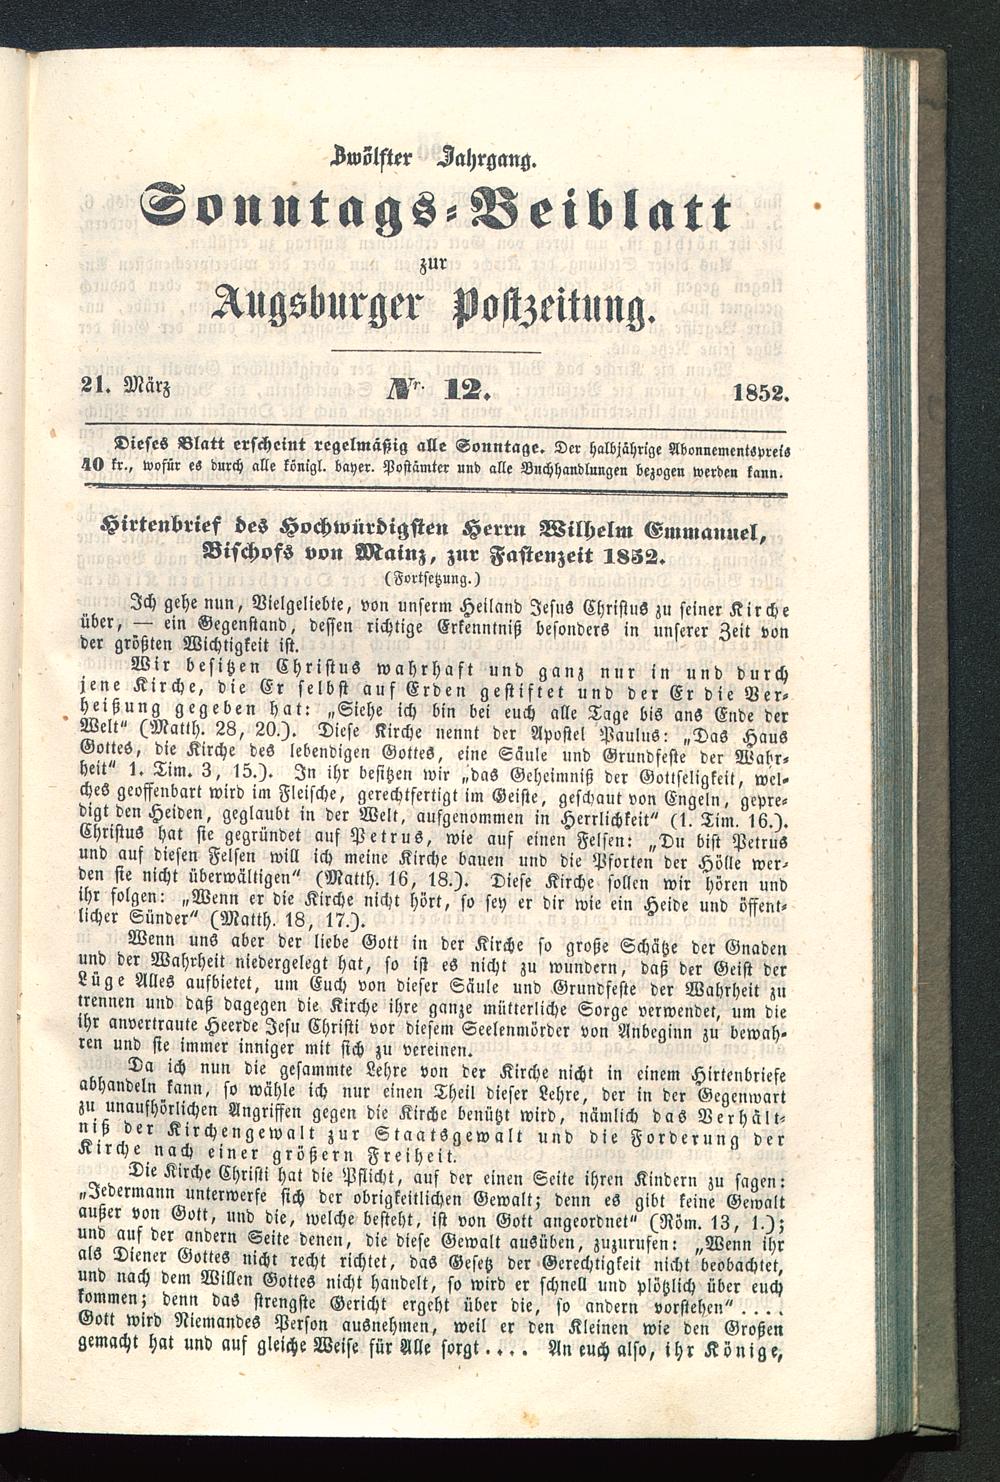 Zwölfter Jahrgang.
Sonntags-Beiblatt
zur
Augsburger Postzeitung.
21. März Nr. 12. 1852.
Dieses Blatt erscheint regelmäßig alle Sonntage. Der halbjährige Abonnementspreis
40 kr., wofür es durch alle königl. bayer. Postämter und alle Buchhandlungen bezogen werden kann.
Hirtenbrief des Hochwürdigsten Herrn Wilhelm Emmanuel,
Bischofs von Mainz, zur Fastenzeit 1852.
(Fortsetzung.)
Ich gehe nun, Vielgeliebte, von unserm Heiland Jesus Christus zu seiner Kirche
über, — ein Gegenstand, dessen richtige Erkenntniß besonders in unserer Zeit von
der größten Wichtigkeit ist.
Wir besitzen Christus wahrhaft und ganz nur in und durch
jene Kirche, die Er selbst auf Erden gestiftet und der Er die Ver-
heißung gegeben hat: „Siehe ich bin bei euch alle Tage bis ans Ende der
Welt“ (Matth. 28, 20.). Diese Kirche nennt der Apostel Paulus: „Das Haus
Gottes, die Kirche des lebendigen Gottes, eine Säule und Grundfeste der Wahr-
heit“ 1. Tim. 3, 15.). In ihr besitzen wir „das Geheimniß der Gottseligkeit, wel-
ches geoffenbart wird im Fleische, gerechtfertigt im Geiste, geschaut von Engeln, gepre-
digt den Heiden, geglaubt in der Welt, aufgenommen in Herrlichkeit“ (1. Tim. 16.).
Christus hat sie gegründet auf Petrus, wie auf einen Felsen: „Du bist Petrus
und auf diesen Felsen will ich meine Kirche bauen und die Pforten der Hölle wer-
den sie nicht überwältigen“ (Matth. 16, 18.). Diese Kirche sollen wir hören und
ihr folgen: „Wenn er die Kirche nicht hört, so sey er dir wie ein Heide und öffent-
licher Sünder“ (Matth. 18, 17.).
Wenn uns aber der liebe Gott in der Kirche so große Schätze der Gnaden
und der Wahrheit niedergelegt hat, so ist es nicht zu wundern, daß der Geist der
Lüge Alles aufbietet, um Euch von dieser Säule und Grundfeste der Wahrheit zu
trennen und daß dagegen die Kirche ihre ganze mütterliche Sorge verwendet, um die
ihr anvertraute Heerde Jesu Christi vor diesem Seelenmörder von Anbeginn zu bewah-
ren und sie immer inniger mit sich zu vereinen.
Da ich nun die gesammte Lehre von der Kirche nicht in einem Hirtenbriefe
abhandeln kann, so wähle ich nur einen Theil dieser Lehre, der in der Gegenwart
zu unaufhörlichen Angriffen gegen die Kirche benützt wird, nämlich das Verhält-
niß der Kirchengewalt zur Staatsgewalt und die Forderung der
Kirche nach einer größern Freiheit.
Die Kirche Christi hat die Pflicht, auf der einen Seite ihren Kindern zu sagen:
„Jedermann unterwerfe sich der obrigkeitlichen Gewalt; denn es gibt keine Gewalt
außer von Gott, und die, welche besteht, ist von Gott angeordnet“ (Röm. 13, 1.);
und auf der andern Seite denen, die diese Gewalt ausüben, zuzurufen: „Wenn ihr
als Diener Gottes nicht recht richtet, das Gesetz der Gerechtigkeit nicht beobachtet,
und nach dem Willen Gottes nicht handelt, so wird er schnell und plötzlich über euch
kommen; denn das strengste Gericht ergeht über die, so andern vorstehen“ ....
Gott wird Niemandes Person ausnehmen, weil er den Kleinen wie den Großen
gemacht hat und auf gleiche Weise für Alle sorgt .... An euch also, ihr Könige,